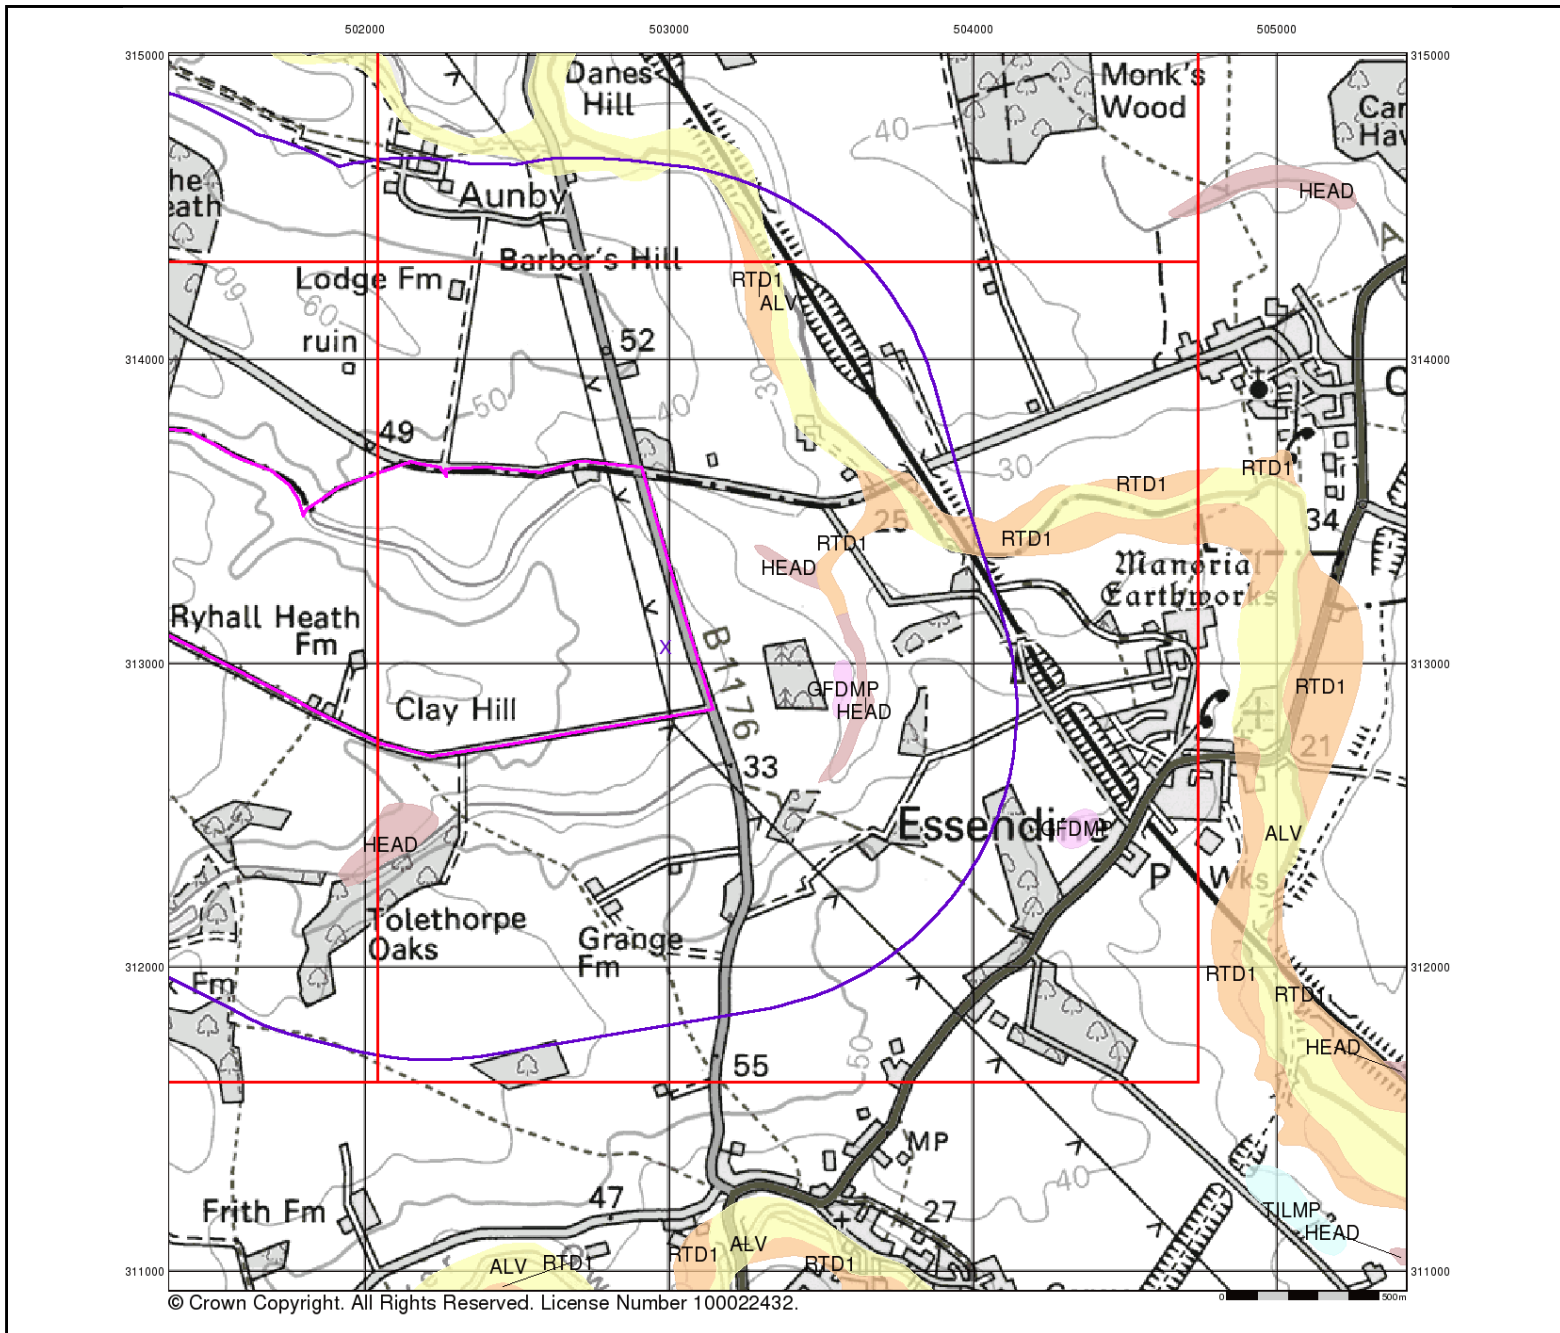 502000 503000 504000 505000
315000 315000
Danes
Hill
Monk's
Wood
Car
Hav
40
HEAD
he
eath
Aunby
A
Barber's Hill
Lodge Fm
60
60
RTD1
ALV
ruin
52
314000 314000
30
C
50
40
49
30
RTD1
RTD1
25
34
RTD1
RTD1
HEAD
Manorial
Earthworks
Ryhall Heath
Fm
B1176
X
313000 313000
GFDMP
RTD1
HEAD
Clay Hill
21
33
Essendine
GFDMP
ALV
HEAD
P
Wks
Tolethorpe
Oaks
Grange
Fm
312000 312000
Fm
RTD1
RTD1
HEAD
50
55
MP
40
47
27
Frith Fm
TILMP
HEAD
ALV
RTD1
RTD1
ALV
RTD1
311000 311000
0 500m
© Crown Copyright. All Rights Reserved. License Number 100022432.